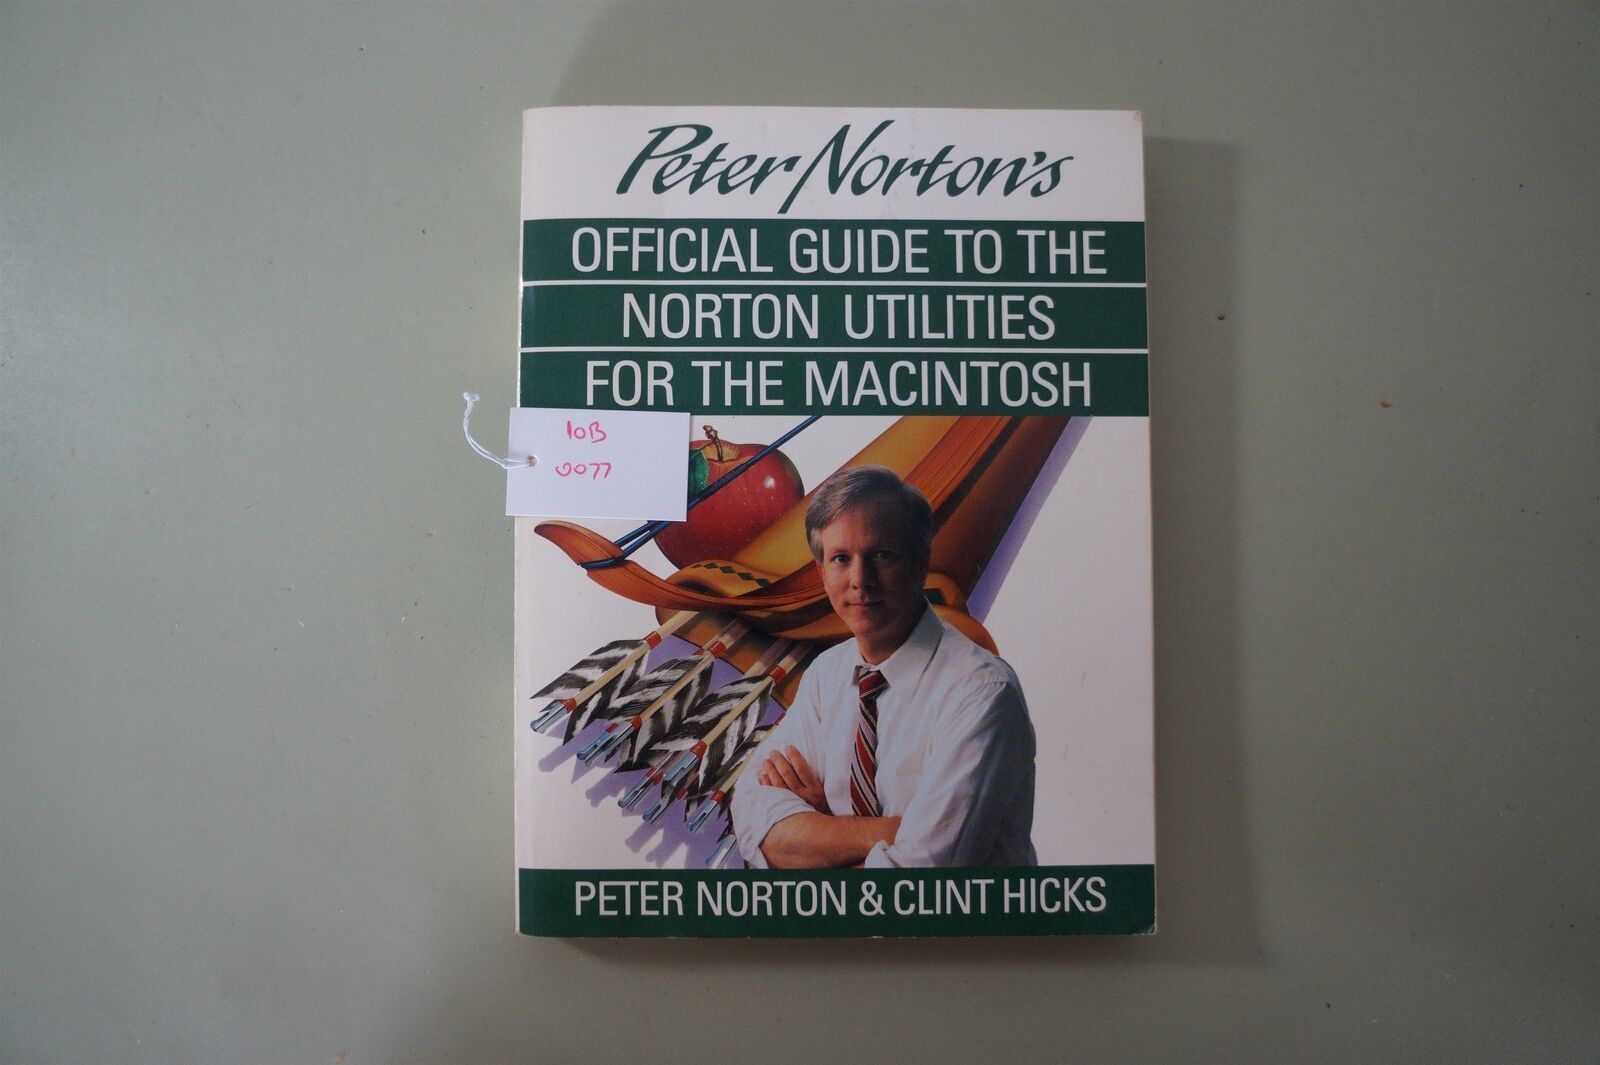 Peter Norton's
OFFICIAL GUIDE TO THE
NORTON UTILITIES
FOR THE MACINTOSH
10B
0077
PETER NORTON & CLINT HICKS